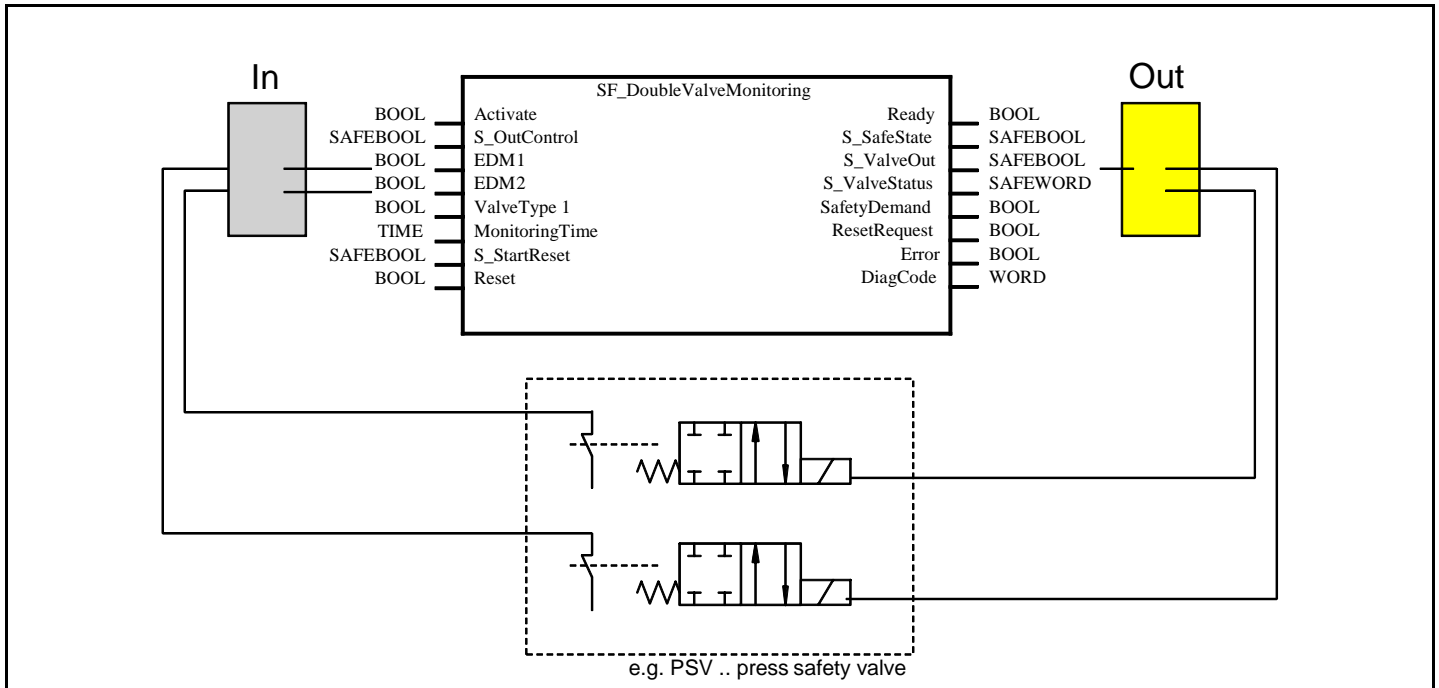 In
Out
SF_DoubleValveMonitoring
BOOL Activate Ready BOOL
SAFEBOOL S_OutControl S_SafeState SAFEBOOL
BOOL EDM1 S_ValveOut SAFEBOOL
BOOL EDM2 S_ValveStatus SAFEWORD
BOOL ValveType 1 SafetyDemand BOOL
TIME MonitoringTime ResetRequest BOOL
SAFEBOOL S_StartReset Error BOOL
BOOL Reset DiagCode WORD
e.g. PSV .. press safety valve